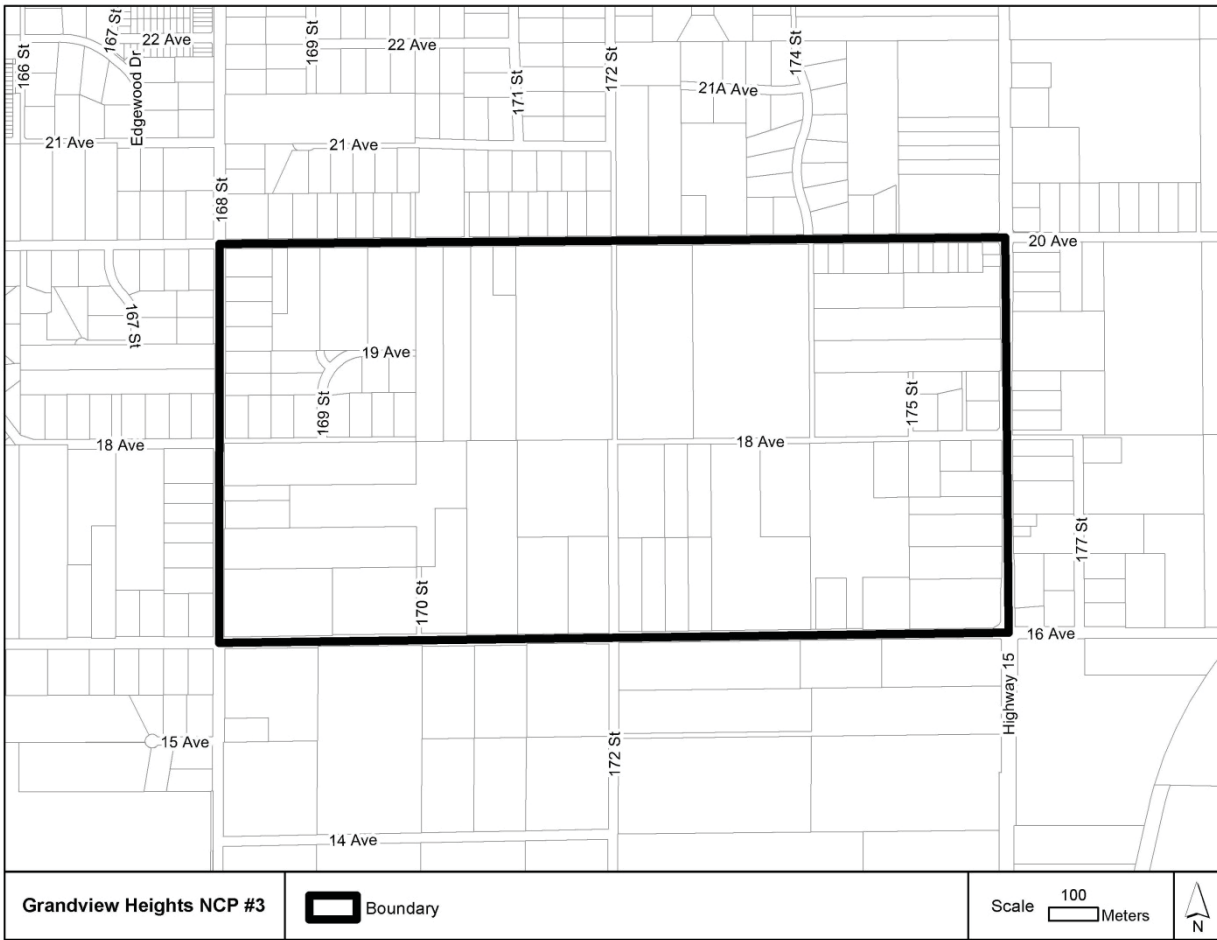 166 St
167 St
22 Ave
Edgewood Dr
169 St
22 Ave
171 St
172 St
174 St
21A Ave
21 Ave
21 Ave
168 St
20 Ave
167 St
19 Ave
169 St
175 St
18 Ave
18 Ave
177 St
170 St
16 Ave
Highway 15
15 Ave
172 St
14 Ave
Grandview Heights NCP #3
Boundary
Scale
100
Meters
N